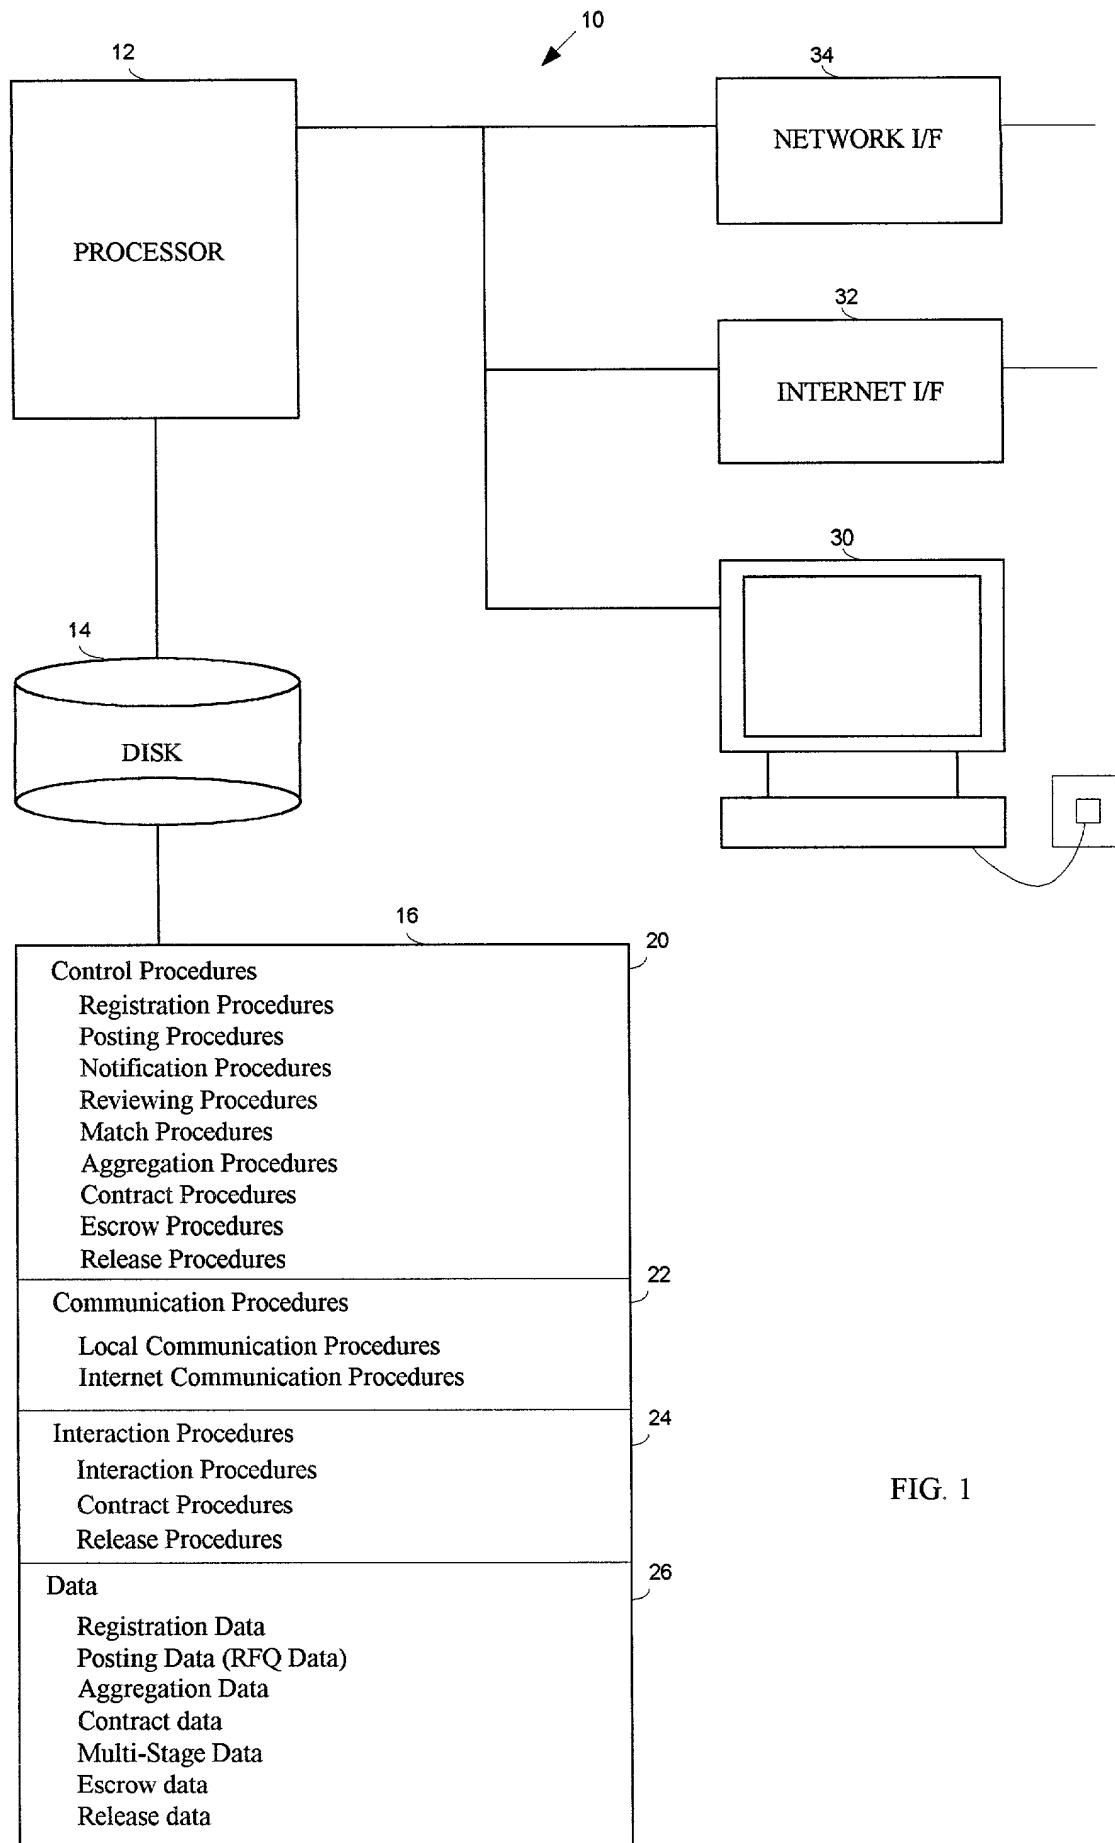 10
12
34
NETWORK I/F
PROCESSOR
32
INTERNET I/F
30
14
DISK
16
20
Control Procedures
Registration Procedures
Posting Procedures
Notification Procedures
Reviewing Procedures
Match Procedures
Aggregation Procedures
Contract Procedures
Escrow Procedures
Release Procedures
22
Communication Procedures
Local Communication Procedures
Internet Communication Procedures
24
Interaction Procedures
Interaction Procedures
Contract Procedures
Release Procedures
FIG. 1
26
Data
Registration Data
Posting Data (RFQ Data)
Aggregation Data
Contract data
Multi-Stage Data
Escrow data
Release data